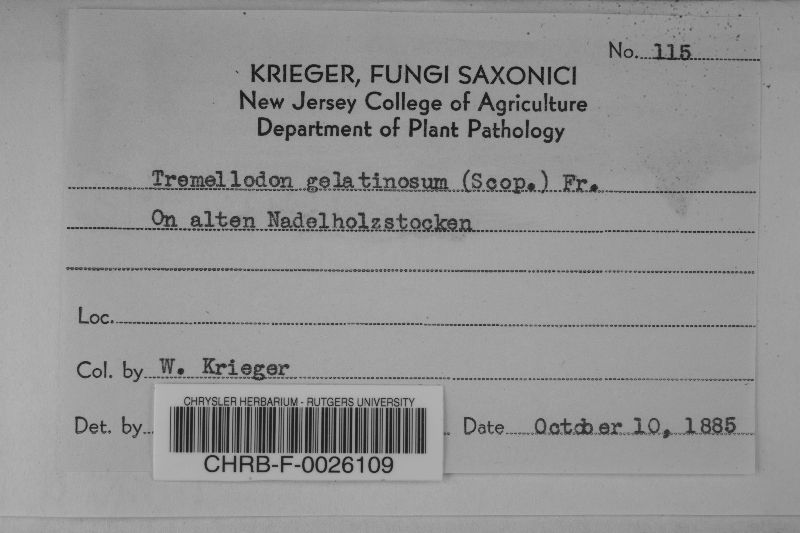 No. 115
KRIEGER, FUNGI SAXONICI
New Jersey College of Agriculture
Department of Plant Pathology
Tremellodon gelatinosum (Scop.) Fr.
On alten Nadelholzstocken
Loc.
Col. by W. Krieger
Det. by Date October 10, 1885
CHRYSLER HERBARIUM - RUTGERS UNIVERSITY
CHRB-F-0026109